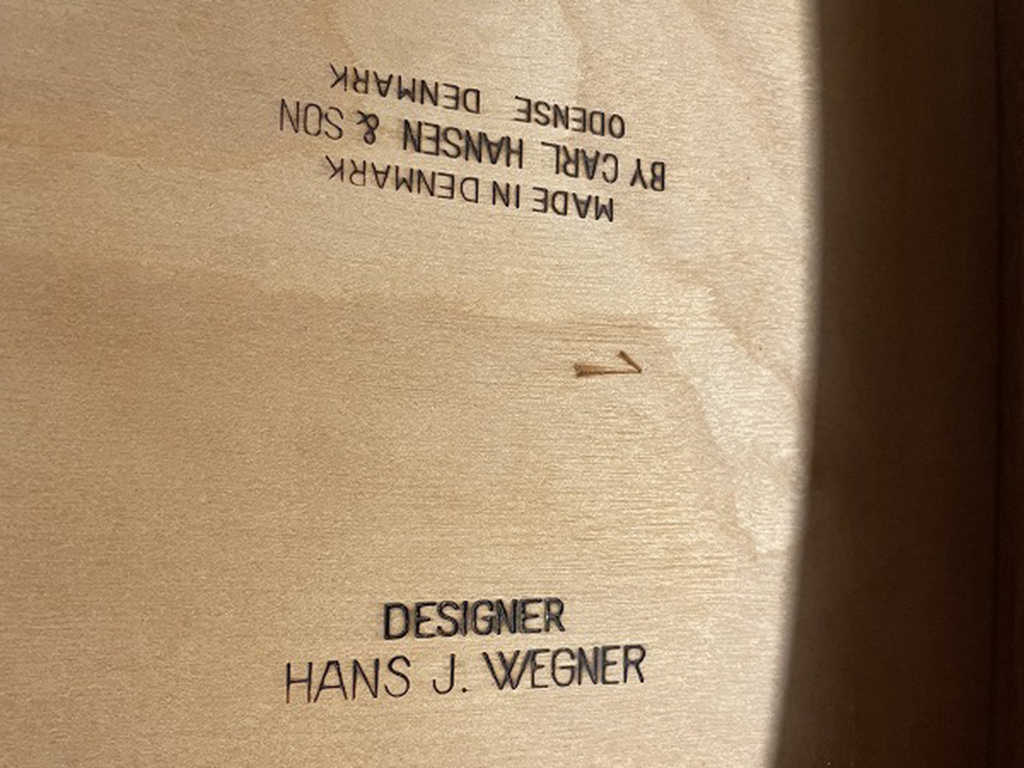 MADE IN DENMARK
BY CARL HANSEN & SON
ODENSE DENMARK
DESIGNER
HANS J. WEGNER